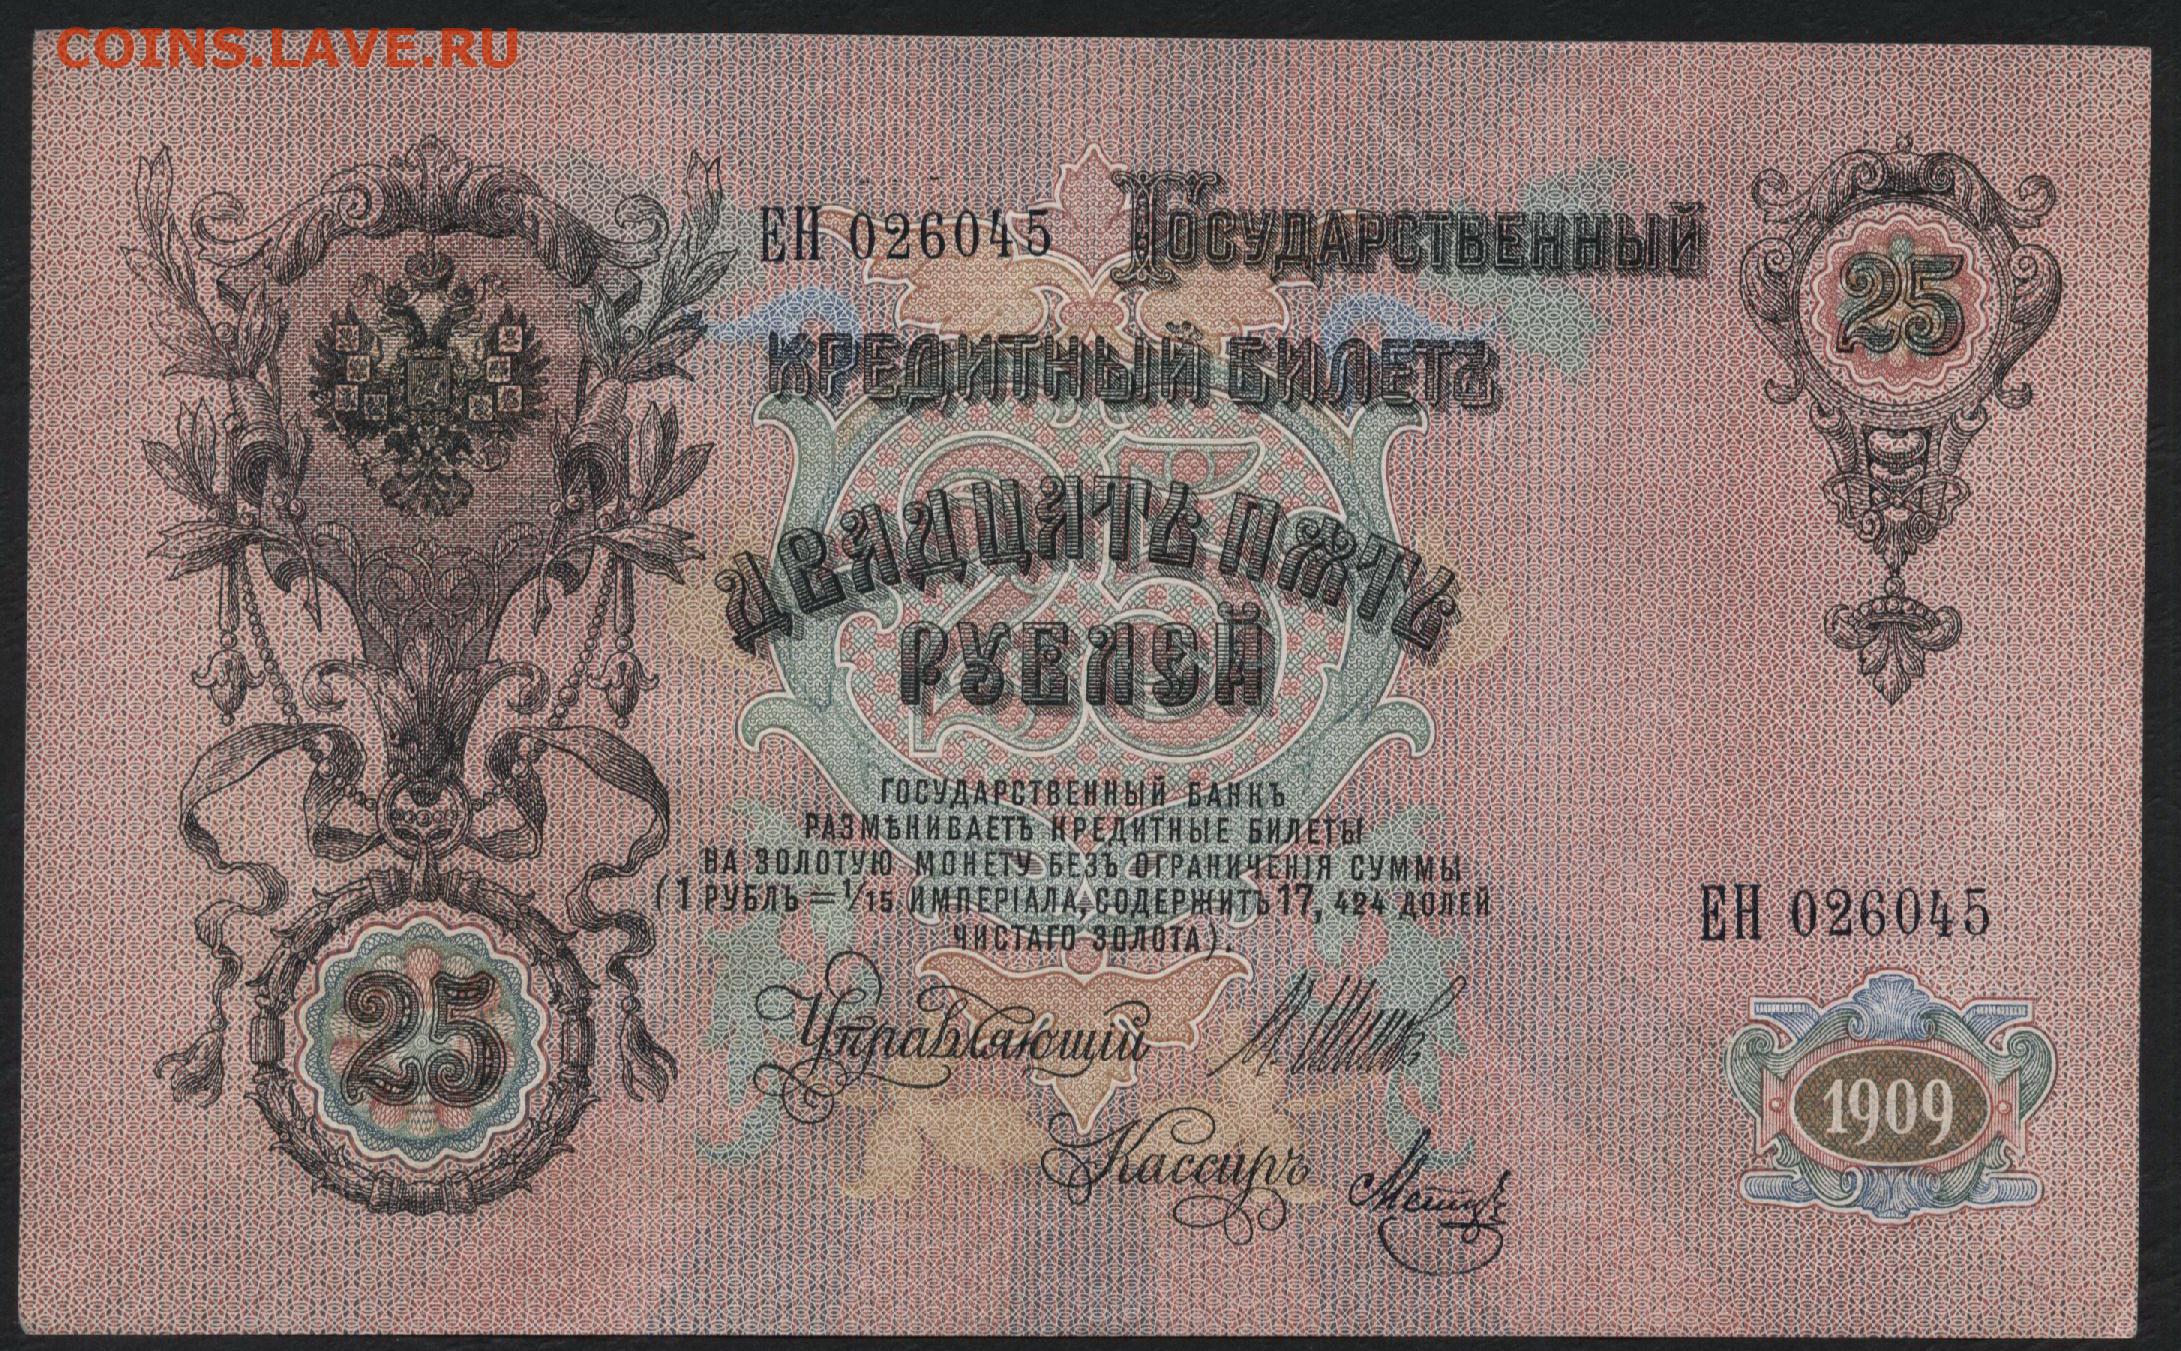 COINS.LAVE.RU
ЕН 026045
ГОСУДАРСТВЕННЫЙ
КРЕДИТНЫЙ БИЛЕТЪ
25
ДВАДЦАТЬ ПЯТЬ
25
РУБЛЕЙ
ГОСУДАРСТВЕННЫЙ БАНКЪ
РАЗМѢНИВАЕТЪ КРЕДИТНЫЕ БИЛЕТЫ
НА ЗОЛОТУЮ МОНЕТУ БЕЗЪ ОГРАНИЧЕНІЯ СУММЫ
(1 РУБЛЬ = 1/15 ИМПЕРІАЛА, СОДЕРЖИТЪ 17, 424 ДОЛЕЙ
ЧИСТАГО ЗОЛОТА).
ЕН 026045
25
Управляющій
1909
Кассиръ